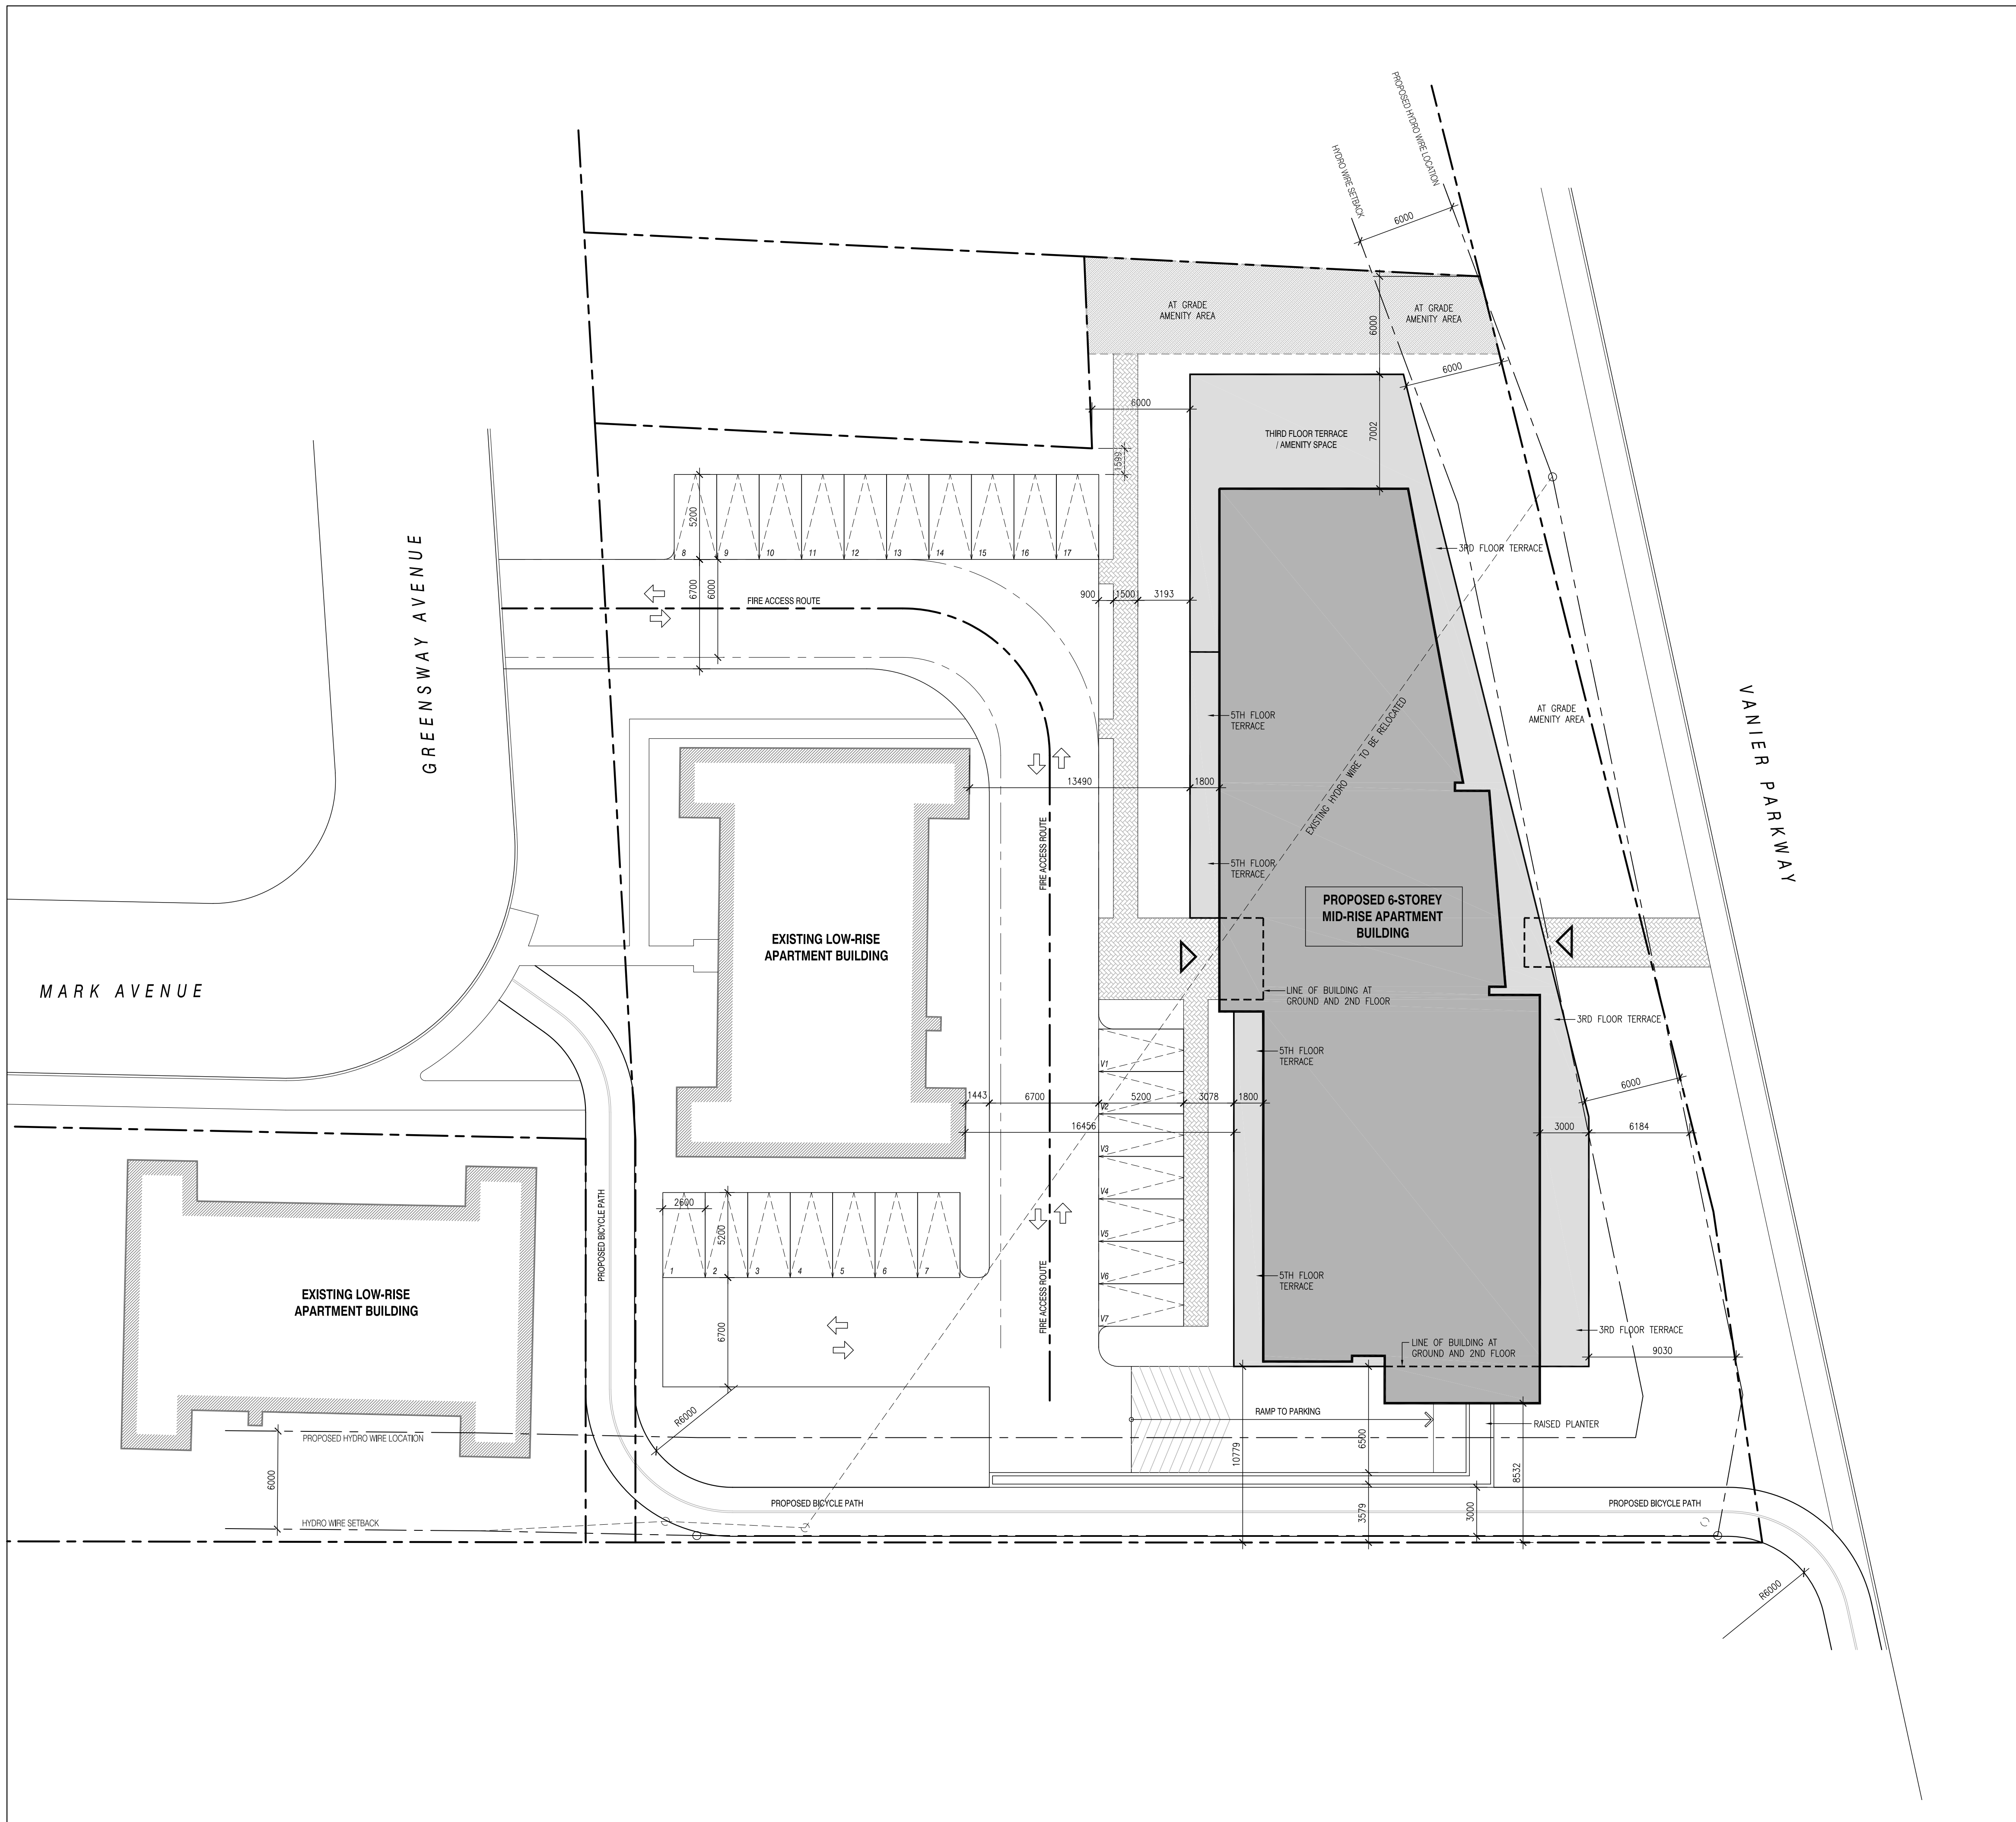 PROPOSED HYDRO WIRE LOCATION
HYDRO WIRE SETBACK
6000
AT GRADE
AMENITY AREA
AT GRADE
AMENITY AREA
6000
6000
6000
THIRD FLOOR TERRACE
/ AMENITY SPACE
7002
1599
5200
8
9
10
11
12
13
14
15
16
17
3RD FLOOR TERRACE
GREENSWAY AVENUE
6700
6000
FIRE ACCESS ROUTE
900
1500
3193
5TH FLOOR
TERRACE
EXISTING HYDRO WIRE TO BE RELOCATED
AT GRADE
AMENITY AREA
VANIER PARKWAY
13490
1800
FIRE ACCESS ROUTE
5TH FLOOR
TERRACE
PROPOSED 6-STOREY
MID-RISE APARTMENT
BUILDING
EXISTING LOW-RISE
APARTMENT BUILDING
MARK AVENUE
LINE OF BUILDING AT
GROUND AND 2ND FLOOR
3RD FLOOR TERRACE
5TH FLOOR
TERRACE
V1
6000
1443
6700
5200
3078
1800
V2
16456
3000
6184
V3
V4
V5
V6
V7
2600
5200
1
2
3
4
5
6
7
PROPOSED BICYCLE PATH
FIRE ACCESS ROUTE
5TH FLOOR
TERRACE
EXISTING LOW-RISE
APARTMENT BUILDING
6700
3RD FLOOR TERRACE
LINE OF BUILDING AT
GROUND AND 2ND FLOOR
9030
R6000
RAMP TO PARKING
RAISED PLANTER
PROPOSED HYDRO WIRE LOCATION
6000
10779
6500
8532
PROPOSED BICYCLE PATH
3579
3000
PROPOSED BICYCLE PATH
HYDRO WIRE SETBACK
R6000